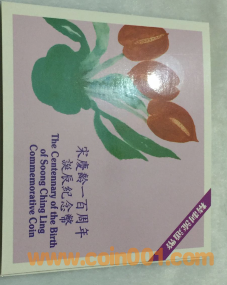 宋慶齡一百周年
誕辰紀念幣
The Centennary of the Birth
of Soong Ching Ling
Commemorative Coin
www.coin001.com